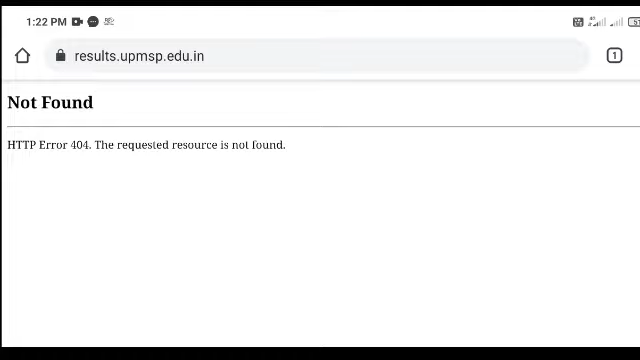 1:22 PM
results.upmsp.edu.in
1
Not Found
HTTP Error 404. The requested resource is not found.